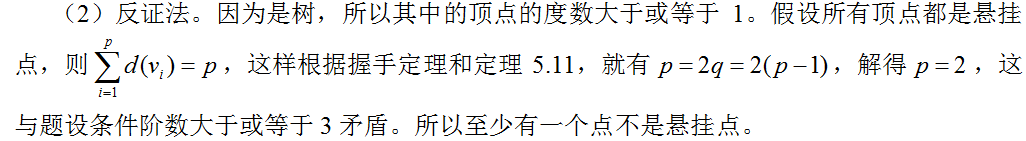 （2）反证法。因为是树，所以其中的顶点的度数大于或等于 1。假设所有顶点都是悬挂
点，则 $\sum_{i=1}^{p} d(v_i) = p$，这样根据握手定理和定理 5.11，就有 $p = 2q = 2(p-1)$，解得 $p = 2$，这
与题设条件阶数大于或等于 3 矛盾。所以至少有一个点不是悬挂点。